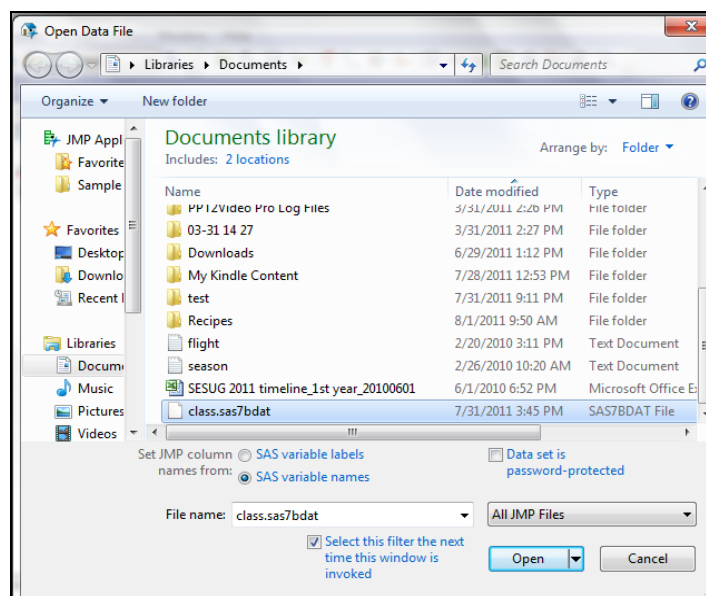 Open Data File
Libraries ▸ Documents ▸
Search Documents
Organize
New folder
JMP Appl
Favorite
Sample
Favorites
Desktop
Downlo
Recent
Libraries
Docum
Music
Pictures
Videos
Documents library
Includes: 2 locations
Arrange by: Folder
Name Date modified Type
PPT2Video Pro Log Files 3/31/2011 2:26 PM File folder
03-31 14 27 3/31/2011 2:27 PM File folder
Downloads 6/29/2011 1:12 PM File folder
My Kindle Content 7/28/2011 12:53 PM File folder
test 7/31/2011 9:11 PM File folder
Recipes 8/1/2011 9:50 AM File folder
flight 2/20/2010 3:11 PM Text Document
season 2/26/2010 10:20 AM Text Document
SESUG 2011 timeline_1st year_20100601 6/1/2010 6:52 PM Microsoft Office E
class.sas7bdat 7/31/2011 3:45 PM SAS7BDAT File
Set JMP column names from:
SAS variable labels
SAS variable names
Data set is
password-protected
File name: class.sas7bdat
All JMP Files
Select this filter the next
time this window is
invoked
Open
Cancel